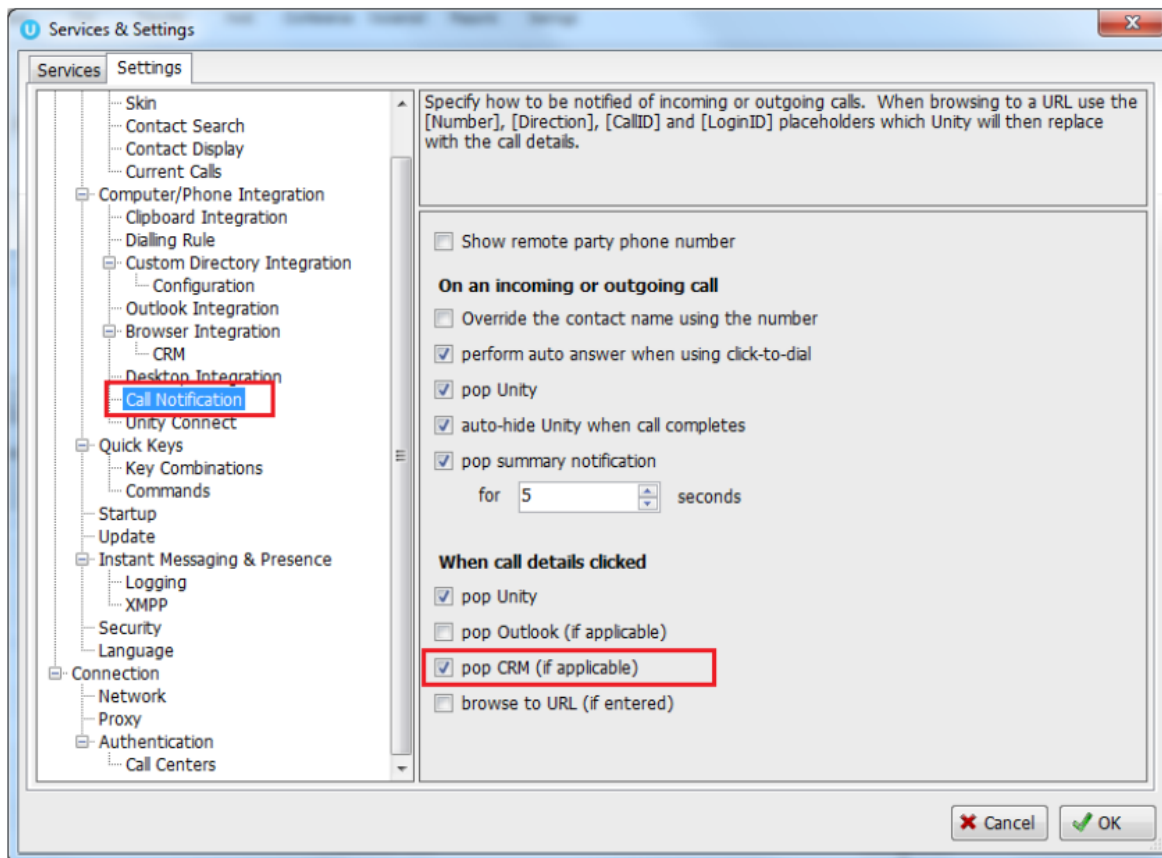 Conference
Reports
Settings
Services & Settings
Services
Settings
Skin
Contact Search
Contact Display
Current Calls
Computer/Phone Integration
Clipboard Integration
Dialling Rule
Custom Directory Integration
Configuration
Outlook Integration
Browser Integration
CRM
Desktop Integration
Call Notification
Unity Connect
Quick Keys
Key Combinations
Commands
Startup
Update
Instant Messaging & Presence
Logging
XMPP
Security
Language
Connection
Network
Proxy
Authentication
Call Centers
Specify how to be notified of incoming or outgoing calls. When browsing to a URL use the
[Number], [Direction], [CallID] and [LoginID] placeholders which Unity will then replace
with the call details.
Show remote party phone number
On an incoming or outgoing call
Override the contact name using the number
perform auto answer when using click-to-dial
pop Unity
auto-hide Unity when call completes
pop summary notification
for 5 seconds
When call details clicked
pop Unity
pop Outlook (if applicable)
pop CRM (if applicable)
browse to URL (if entered)
Cancel
OK